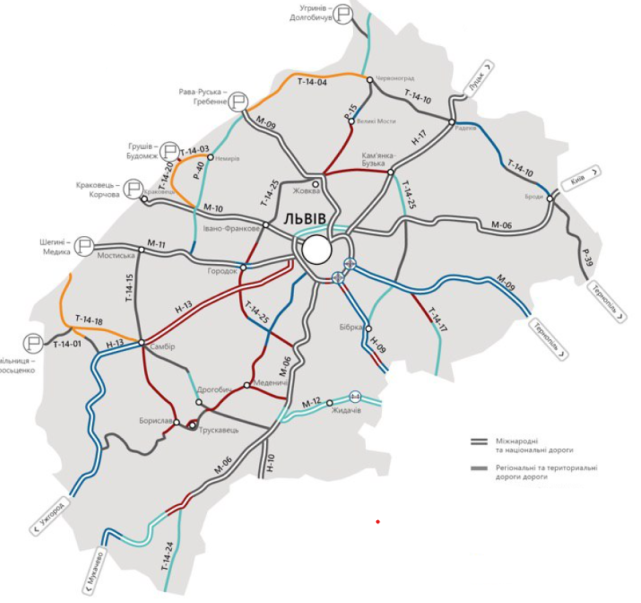 Угринів –
Долгобичув
Червоноград
Т-14-04
Т-14-10
Луцьк
Рава-Руська –
Гребенне
М-09
Р-15
Великі Мости
Н-17
Радехів
Грушів –
Будомєж
Т-14-03
Немирів
Т-14-20
Р-40
Кам'янка-
Бузька
Т-14-10
Краковець –
Корчова
Краковець
Т-14-25
Жовква
Т-14-25
Броди
Київ
М-10
Івано-Франкове
ЛЬВІВ
М-06
Шегині –
Медика
М-11
Мостиська
Городок
Р-39
Т-14-15
Н-13
Т-14-25
М-09
Тернопіль
Т-14-18
Т-14-01
Н-13
Самбір
Бібрка
Н-09
Т-14-17
Тернопіль
М-06
Дрогобич
Меденичі
М-12
Жидачів
Борислав
Трускавець
Міжнародні
та національні дороги
М-06
Н-10
Регіональні та територіальні
дороги дороги
Ужгород
Мукачево
Т-14-24